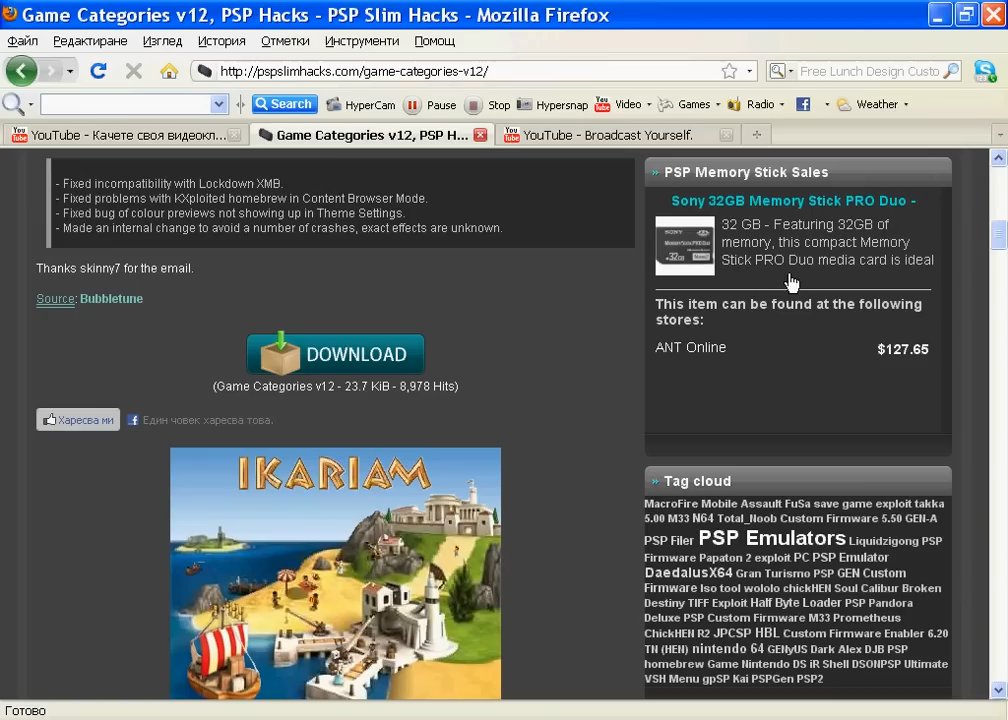 Game Categories v12, PSP Hacks - PSP Slim Hacks - Mozilla Firefox
Файл Редактиране Изглед История Отметки Инструменти Помощ
http://pspslimhacks.com/game-categories-v12/ Free Lunch Design Custo
Search HyperCam Pause Stop Hypersnap Video Games Radio Weather
YouTube - Качете своя видеокл... Game Categories v12, PSP H... YouTube - Broadcast Yourself.
- Fixed incompatibility with Lockdown XMB.
- Fixed problems with KXploited homebrew in Content Browser Mode.
- Fixed bug of colour previews not showing up in Theme Settings.
- Made an internal change to avoid a number of crashes, exact effects are unknown.
Thanks skinny7 for the email.
Source: Bubbletune
DOWNLOAD
(Game Categories v12 - 23.7 KiB - 8,978 Hits)
Харесва ми Един човек харесва това.
IKARIAM
PSP Memory Stick Sales
Sony 32GB Memory Stick PRO Duo -
SONY
32 GB - Featuring 32GB of
memory, this compact Memory
Stick PRO Duo media card is ideal
This item can be found at the following
stores:
ANT Online $127.65
Tag cloud
MacroFire Mobile Assault FuSa save game exploit takka
5.00 M33 N64 Total_Noob Custom Firmware 5.50 GEN-A
PSP Filer PSP Emulators Liquidzigong PSP
Firmware Papaton 2 exploit PC PSP Emulator
DaedalusX64 Gran Turismo PSP GEN Custom
Firmware Iso tool wololo chickHEN Soul Calibur Broken
Destiny TIFF Exploit Half Byte Loader PSP Pandora
Deluxe PSP Custom Firmware M33 Prometheus
ChickHEN R2 JPCSP HBL Custom Firmware Enabler 6.20
TN (HEN) nintendo 64 GENyUS Dark Alex DJB PSP
homebrew Game Nintendo DS iR Shell DSONPSP Ultimate
VSH Menu gpSP Kai PSPGen PSP2
Готово